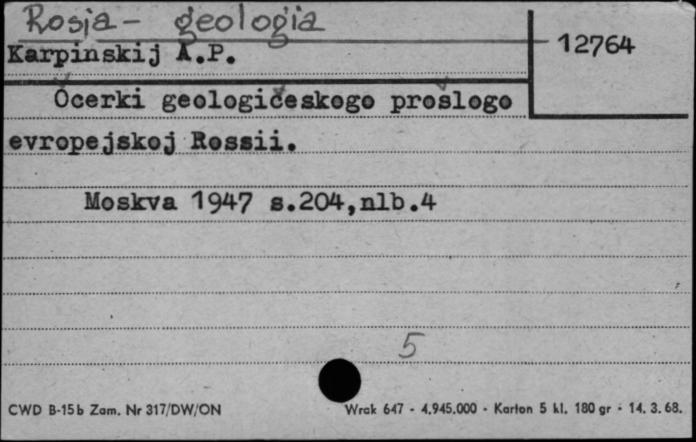 Rosja - geologia
Karpinskij A.P.
12764
Očerki geologičeskogo prošlogo
evropejskoj Rossii.
Moskva 1947 s.204,nlb.4
5
CWD B-15b Zam. Nr 317/DW/ON
Wrak 647 - 4.945.000 - Karton 5 kl. 180 gr - 14. 3. 68.